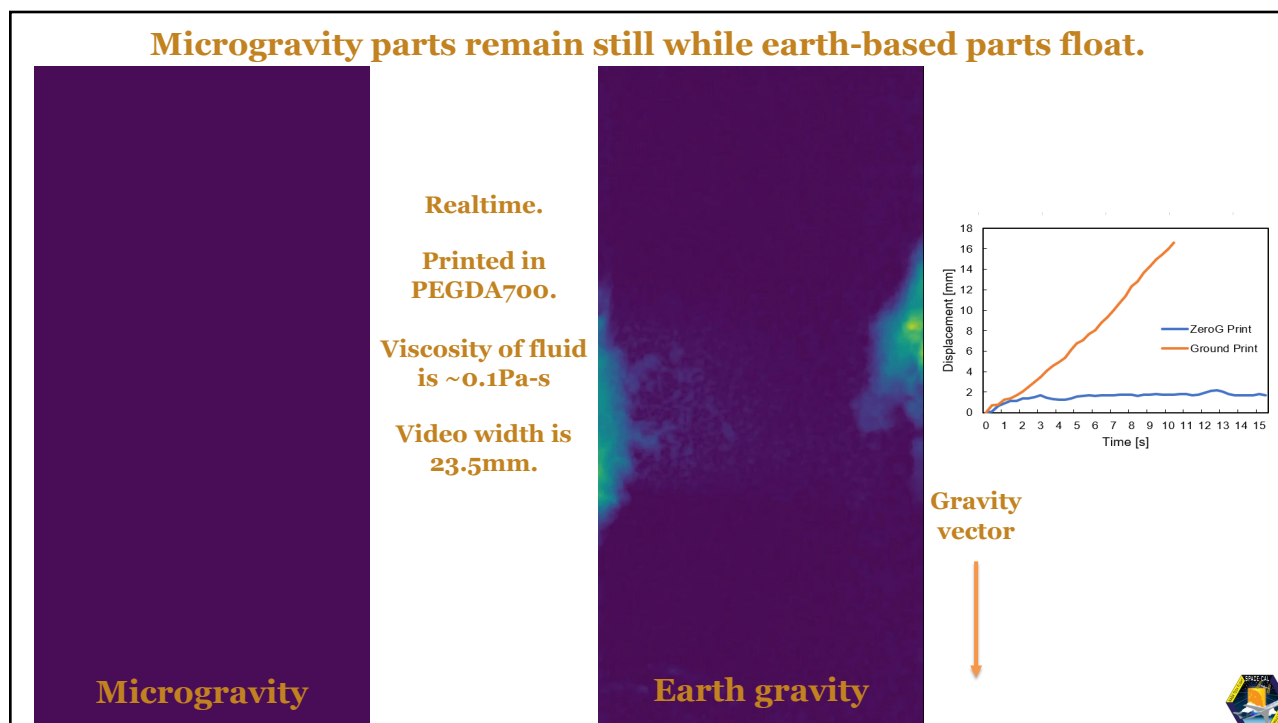 Microgravity parts remain still while earth-based parts float.
Realtime.
Printed in
PEGDA700.
Viscosity of fluid
is ~0.1Pa-s
Video width is
23.5mm.
Microgravity
Earth gravity
18
16
14
12
10
8
6
4
2
0
Displacement [mm]
ZeroG Print
Ground Print
0 1 2 3 4 5 6 7 8 9 10 11 12 13 14 15
Time [s]
Gravity
vector
SPACE CAL